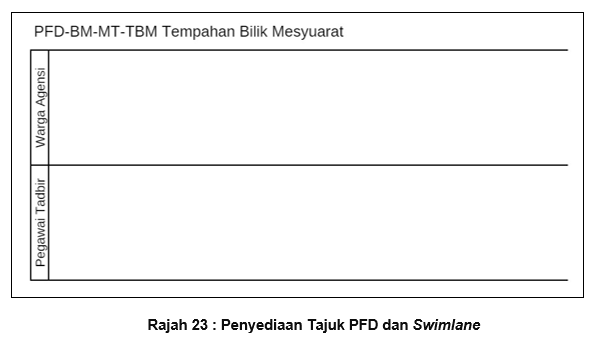 PFD-BM-MT-TBM Tempahan Bilik Mesyuarat
Warga Agensi
Pegawai Tadbir
Rajah 23 : Penyediaan Tajuk PFD dan Swimlane